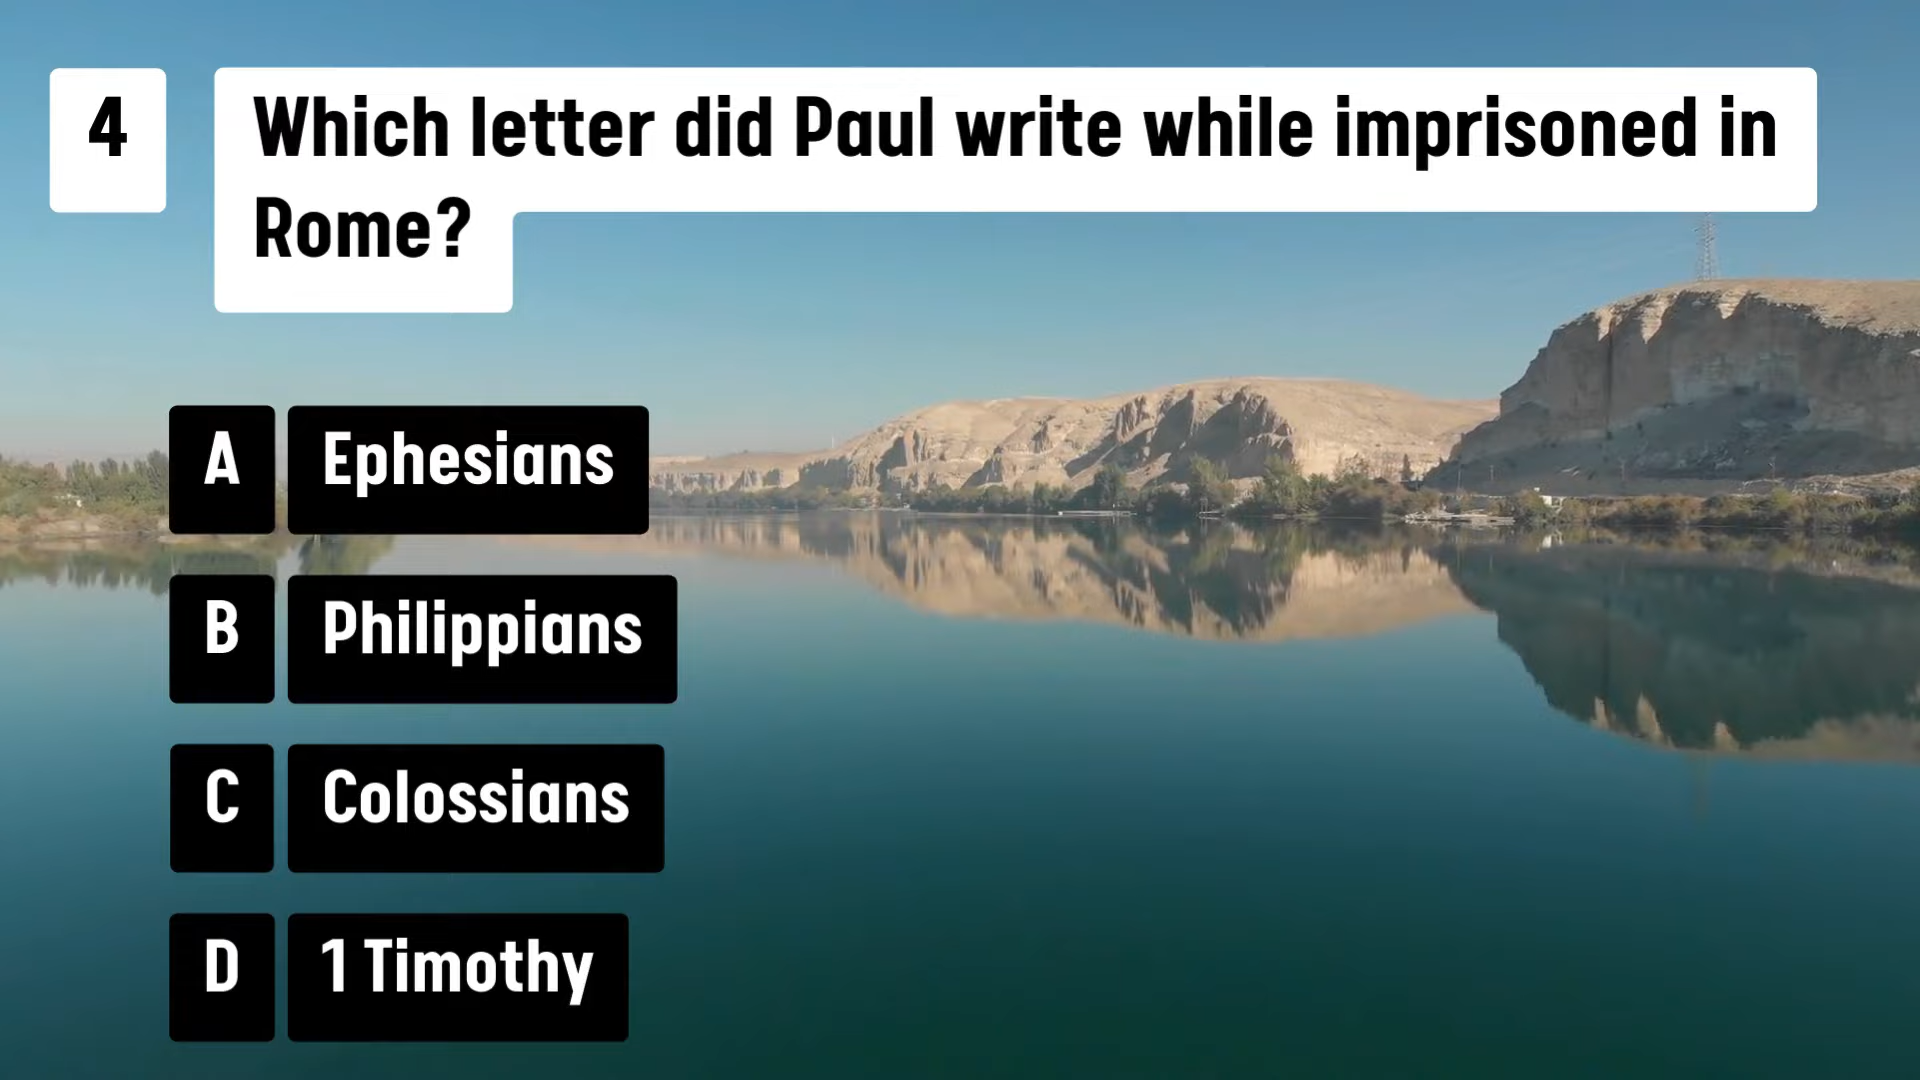 4
Which letter did Paul write while imprisoned in
Rome?
A Ephesians
B Philippians
C Colossians
D 1 Timothy